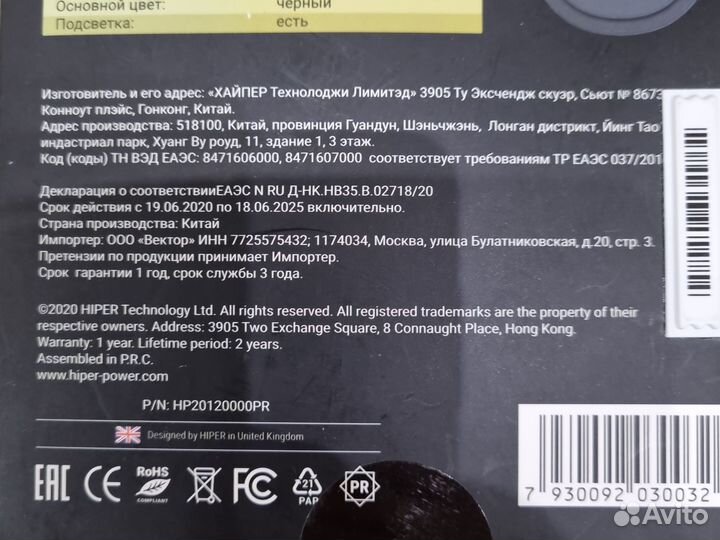 Основной цвет: черный
Подсветка: есть
Изготовитель и его адрес: «ХАЙПЕР Технолоджи Лимитэд» 3905 Ту Эксчендж скуэр, Сьют № 8673
Конноут плэйс, Гонконг, Китай.
Адрес производства: 518100, Китай, провинция Гуандун, Шэньчжэнь, Лонган дистрикт, Йинг Тао
индастриал парк, Хуанг Ву роуд, 11, здание 1, 3 этаж.
Код (коды) ТН ВЭД ЕАЭС: 8471606000, 8471607000 соответствует требованиям ТР ЕАЭС 037/201
Декларация о соответствииЕАЭС N RU Д-HK.HB35.B.02718/20
Срок действия с 19.06.2020 по 18.06.2025 включительно.
Страна производства: Китай
Импортер: ООО «Вектор» ИНН 7725575432; 1174034, Москва, улица Булатниковская, д.20, стр. 3.
Претензии по продукции принимает Импортер.
Срок гарантии 1 год, срок службы 3 года.
©2020 HIPER Technology Ltd. All rights reserved. All registered trademarks are the property of their
respective owners. Address: 3905 Two Exchange Square, 8 Connaught Place, Hong Kong.
Warranty: 1 year. Lifetime period: 2 years.
Assembled in P.R.C.
www.hiper-power.com
P/N: HP20120000PR
Designed by HIPER in United Kingdom
EAC CE RoHS COMPLIANT FC 21 PAP PR
7 930092 030032
Avito